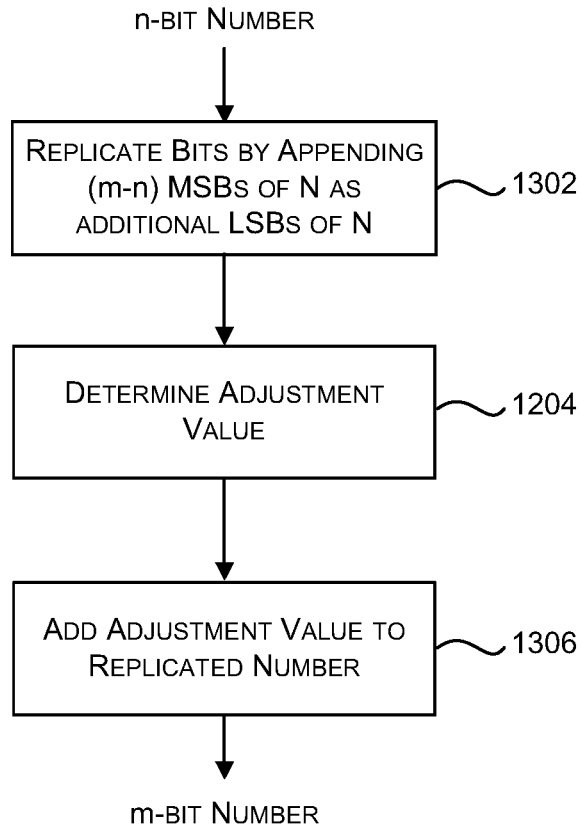 n-BIT NUMBER
REPLICATE BITS BY APPENDING
(m-n) MSBS OF N AS
ADDITIONAL LSBS OF N
1302
DETERMINE ADJUSTMENT
VALUE
1204
ADD ADJUSTMENT VALUE TO
REPLICATED NUMBER
1306
m-BIT NUMBER